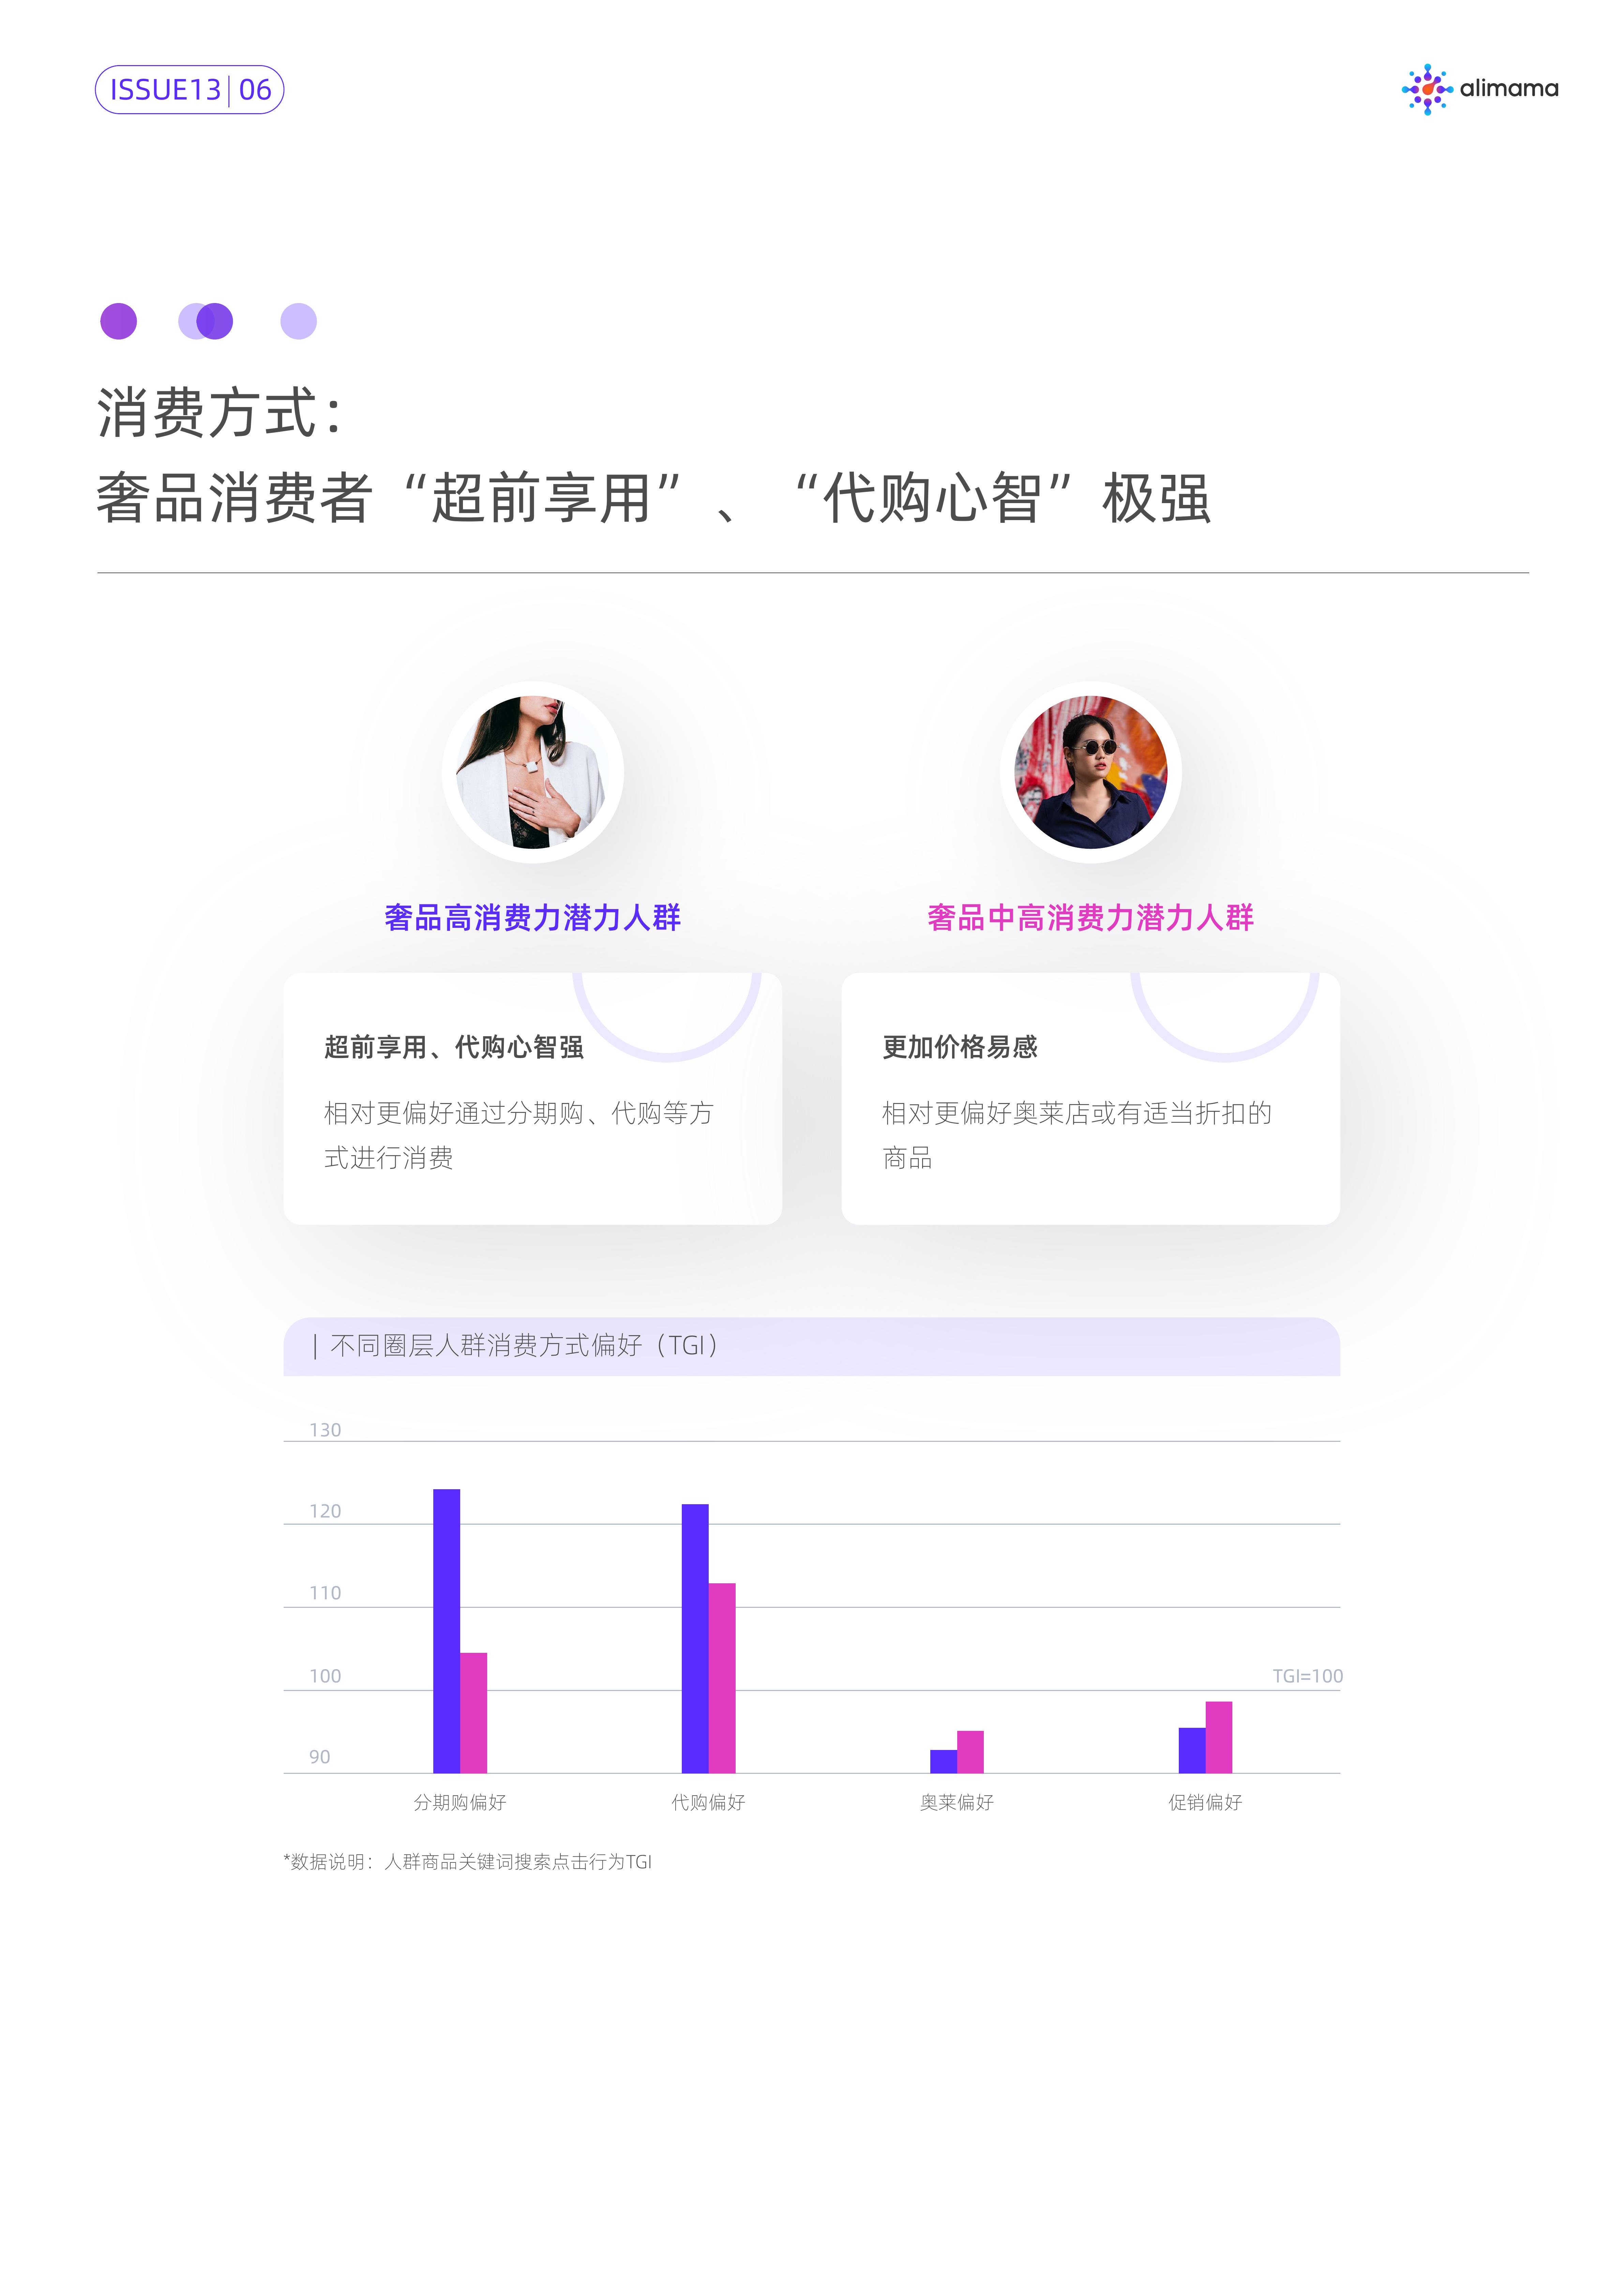 ISSUE13|06
alimama
消费方式：
奢品消费者“超前享用”、“代购心智”极强
奢品高消费力潜力人群
奢品中高消费力潜力人群
超前享用、代购心智强
相对更偏好通过分期购、代购等方
式进行消费
更加价格易感
相对更偏好奥莱店或有适当折扣的
商品
| 不同圈层人群消费方式偏好（TGI）
130
120
110
100
TGI=100
90
分期购偏好
代购偏好
奥莱偏好
促销偏好
*数据说明：人群商品关键词搜索点击行为TGI